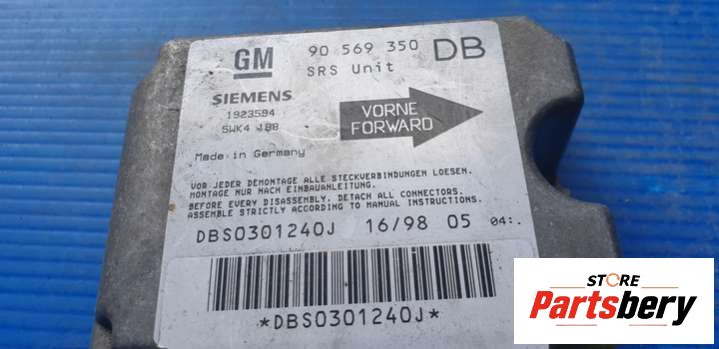 GM 90 569 350 DB
SRS Unit
SIEMENS
1923594
5WK4 188
VORNE
FORWARD
Made in Germany
VOR JEDER DEMONTAGE ALLE STECKVERBINDUNGEN LOESEN.
MONTAGE NUR NACH EINBAUANLEITUNG.
BEFORE EVERY DISASSEMBLY, DETACH ALL CONNECTORS.
ASSEMBLE STRICTLY ACCORDING TO MANUAL INSTRUCTIONS.
DBS0301240J 16/98 05 04:.
*DBS0301240J*
STORE
Partsbery